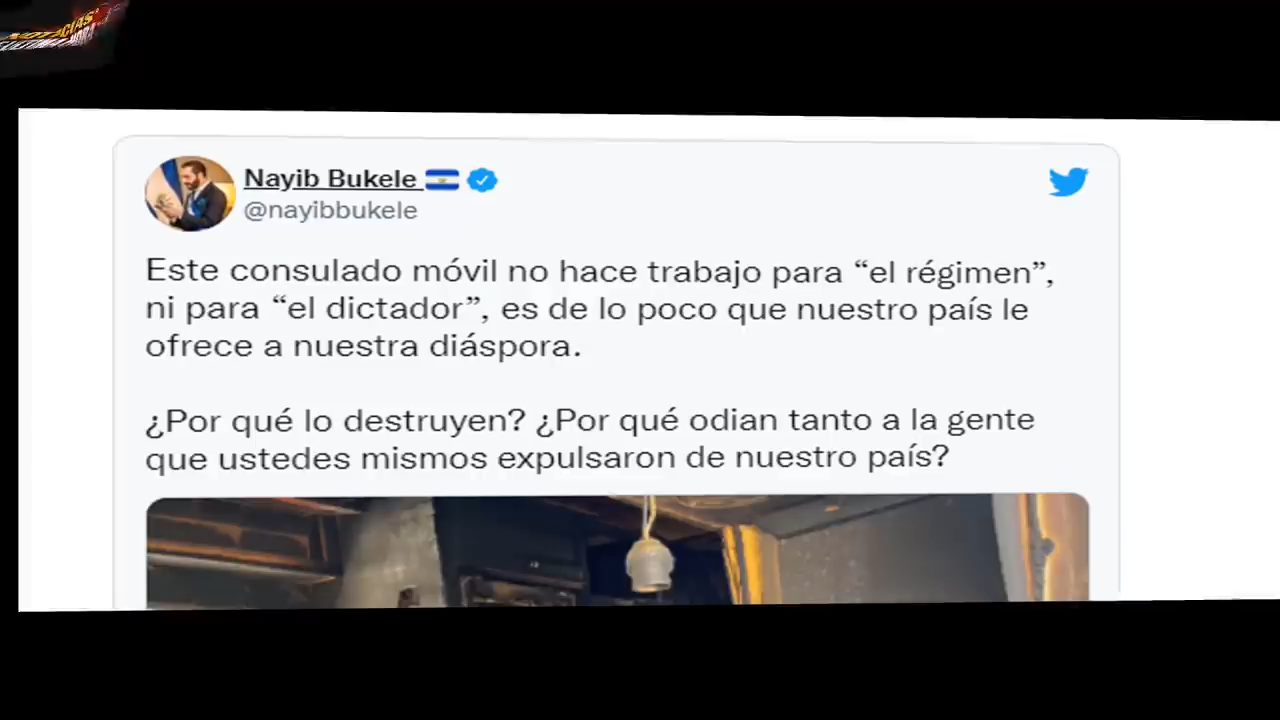 NOTICIAS
Nayib Bukele
@nayibbukele
Este consulado móvil no hace trabajo para “el régimen”,
ni para “el dictador”, es de lo poco que nuestro país le
ofrece a nuestra diáspora.
¿Por qué lo destruyen? ¿Por qué odian tanto a la gente
que ustedes mismos expulsaron de nuestro país?